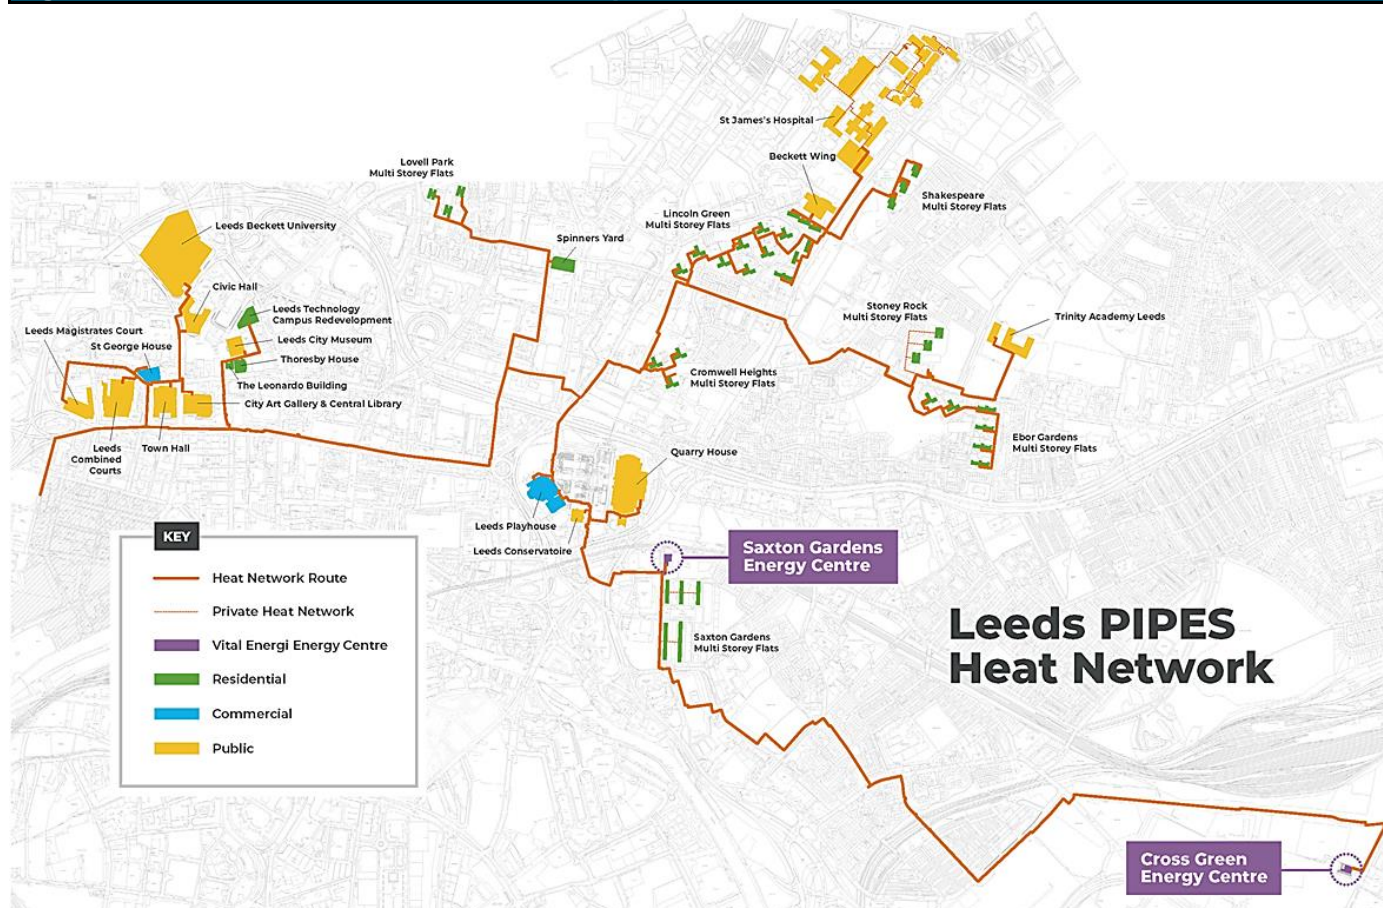 St James's Hospital
Beckett Wing
Lovell Park
Multi Storey Flats
Shakespeare
Multi Storey Flats
Lincoln Green
Multi Storey Flats
Leeds Beckett University
Spinners Yard
Civic Hall
Leeds Technology
Campus Redevelopment
Stoney Rock
Multi Storey Flats
Trinity Academy Leeds
Leeds Magistrates Court
St George House
Leeds City Museum
Thoresby House
The Leonardo Building
City Art Gallery & Central Library
Cromwell Heights
Multi Storey Flats
Leeds
Combined
Courts
Town Hall
Ebor Gardens
Multi Storey Flats
Quarry House
Leeds Playhouse
Leeds Conservatoire
KEY
Heat Network Route
Private Heat Network
Vital Energi Energy Centre
Residential
Commercial
Public
Saxton Gardens
Energy Centre
Saxton Gardens
Multi Storey Flats
Leeds PIPES
Heat Network
Cross Green
Energy Centre